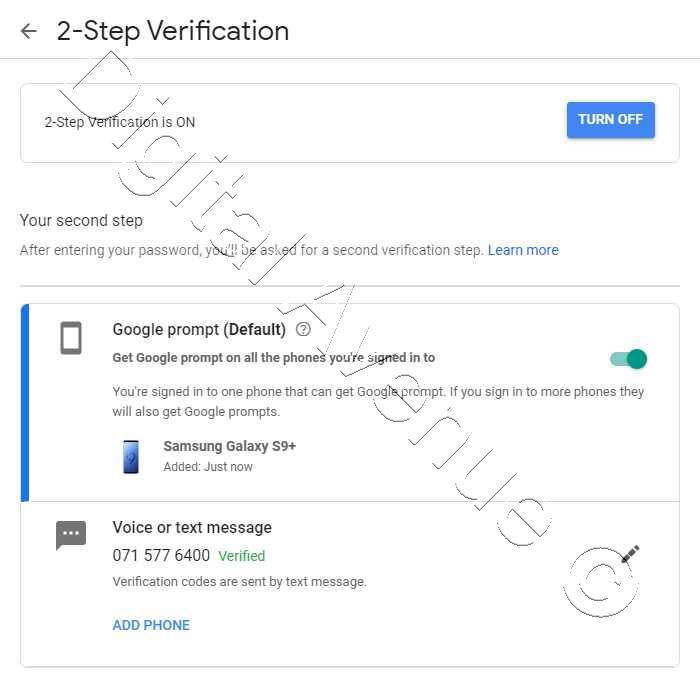 2-Step Verification
2-Step Verification is ON
TURN OFF
Your second step
After entering your password, you'll be asked for a second verification step. Learn more
Google prompt (Default)
Get Google prompt on all the phones you're signed in to
You're signed in to one phone that can get Google prompt. If you sign in to more phones they
will also get Google prompts.
Samsung Galaxy S9+
Added: Just now
Voice or text message
071 577 6400 Verified
Verification codes are sent by text message.
ADD PHONE
Digital Avenue ©